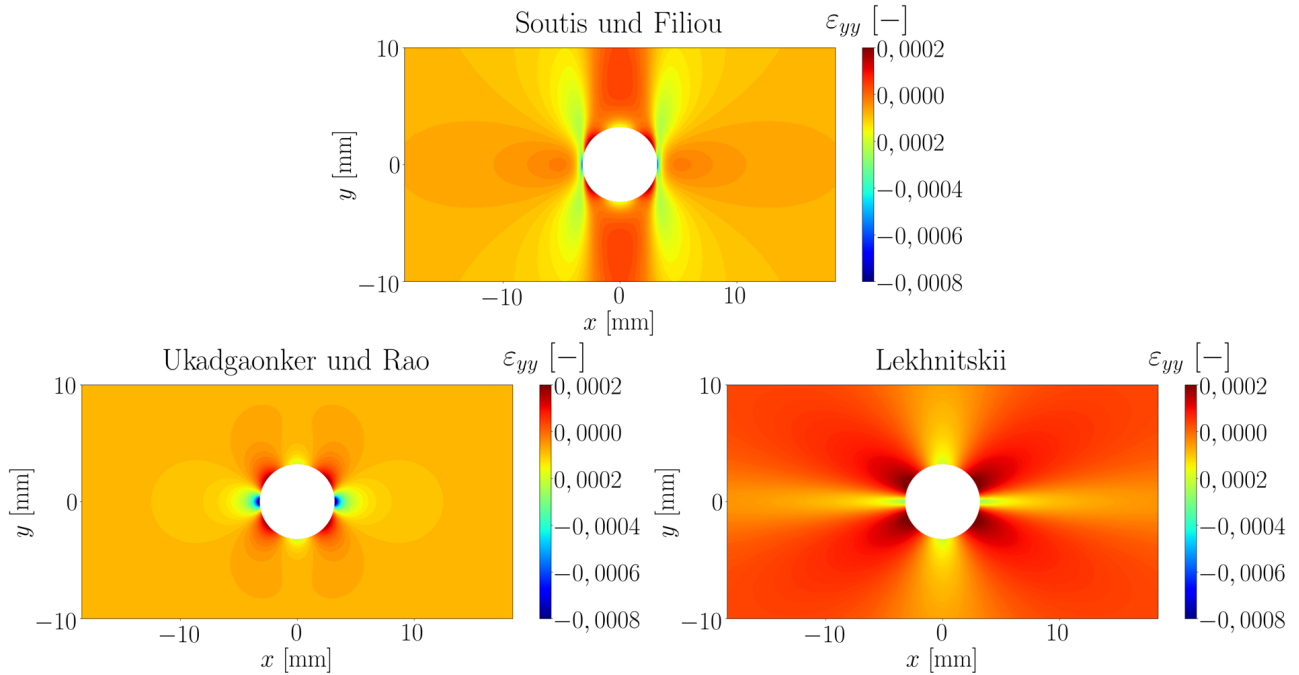 Soutis und Filiou
ε_yy [−]
10
0
−10
y [mm]
−10 0 10
x [mm]
0,0002
0,0000
0,0002
−0,0004
−0,0006
−0,0008
Ukadgaonker und Rao
ε_yy [−]
10
0
−10
y [mm]
−10 0 10
x [mm]
0,0002
0,0000
0,0002
−0,0004
−0,0006
−0,0008
Lekhnitskii
ε_yy [−]
10
0
−10
y [mm]
−10 0 10
x [mm]
0,0002
0,0000
0,0002
−0,0004
−0,0006
−0,0008